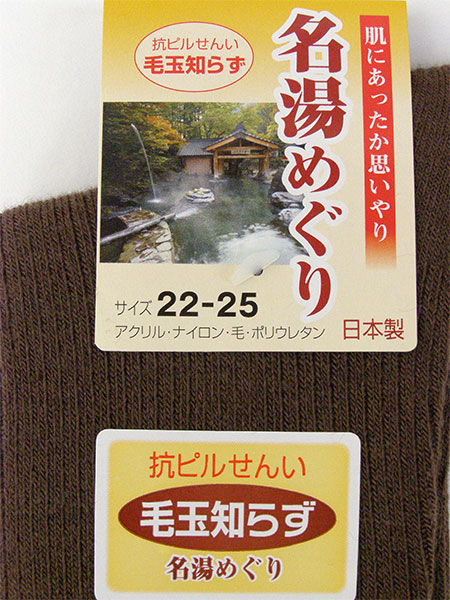 抗ピルせんい
毛玉知らず
名湯めぐり
肌にあったか思いやり
サイズ 22-25
アクリル・ナイロン・毛・ポリウレタン
日本製
抗ピルせんい
毛玉知らず
名湯めぐり